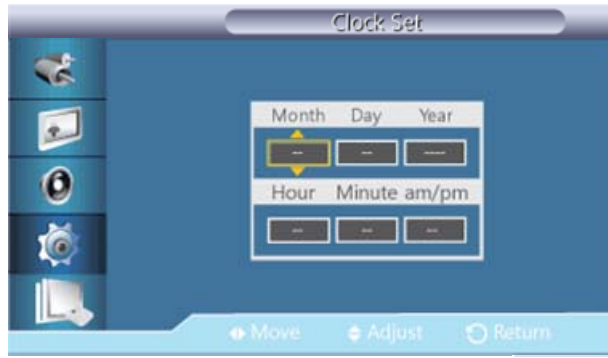 Clock Set
Month Day Year
-- -- ----
Hour Minute am/pm
-- -- --
Move Adjust Return